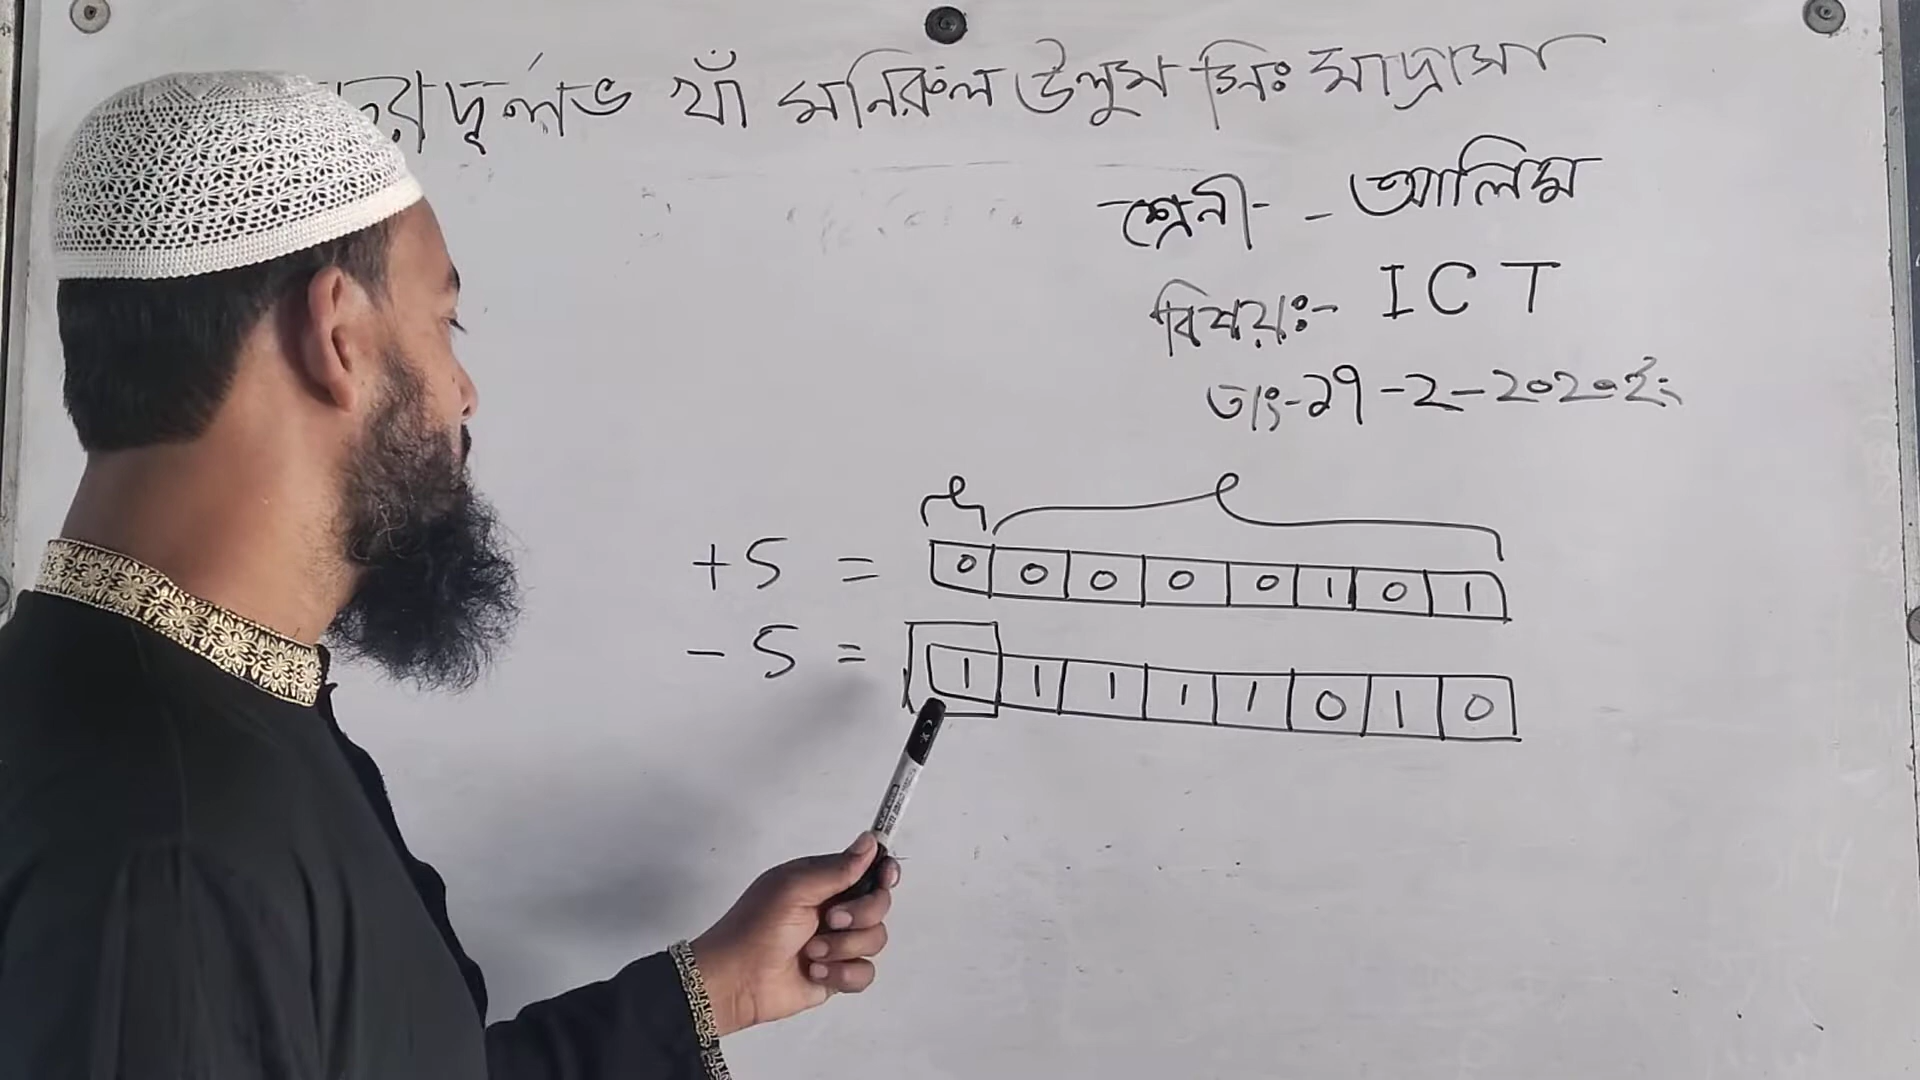 দূর্লভ খাঁ মনিরুল উলুম সিঃ মাদ্রাসা
শ্রেনী - আলিম
বিষয়ঃ- ICT
তাং-১৭-২-২০২০ইং
+5 = 0 0 0 0 0 1 0 1
-5 = 1 1 1 1 1 0 1 0